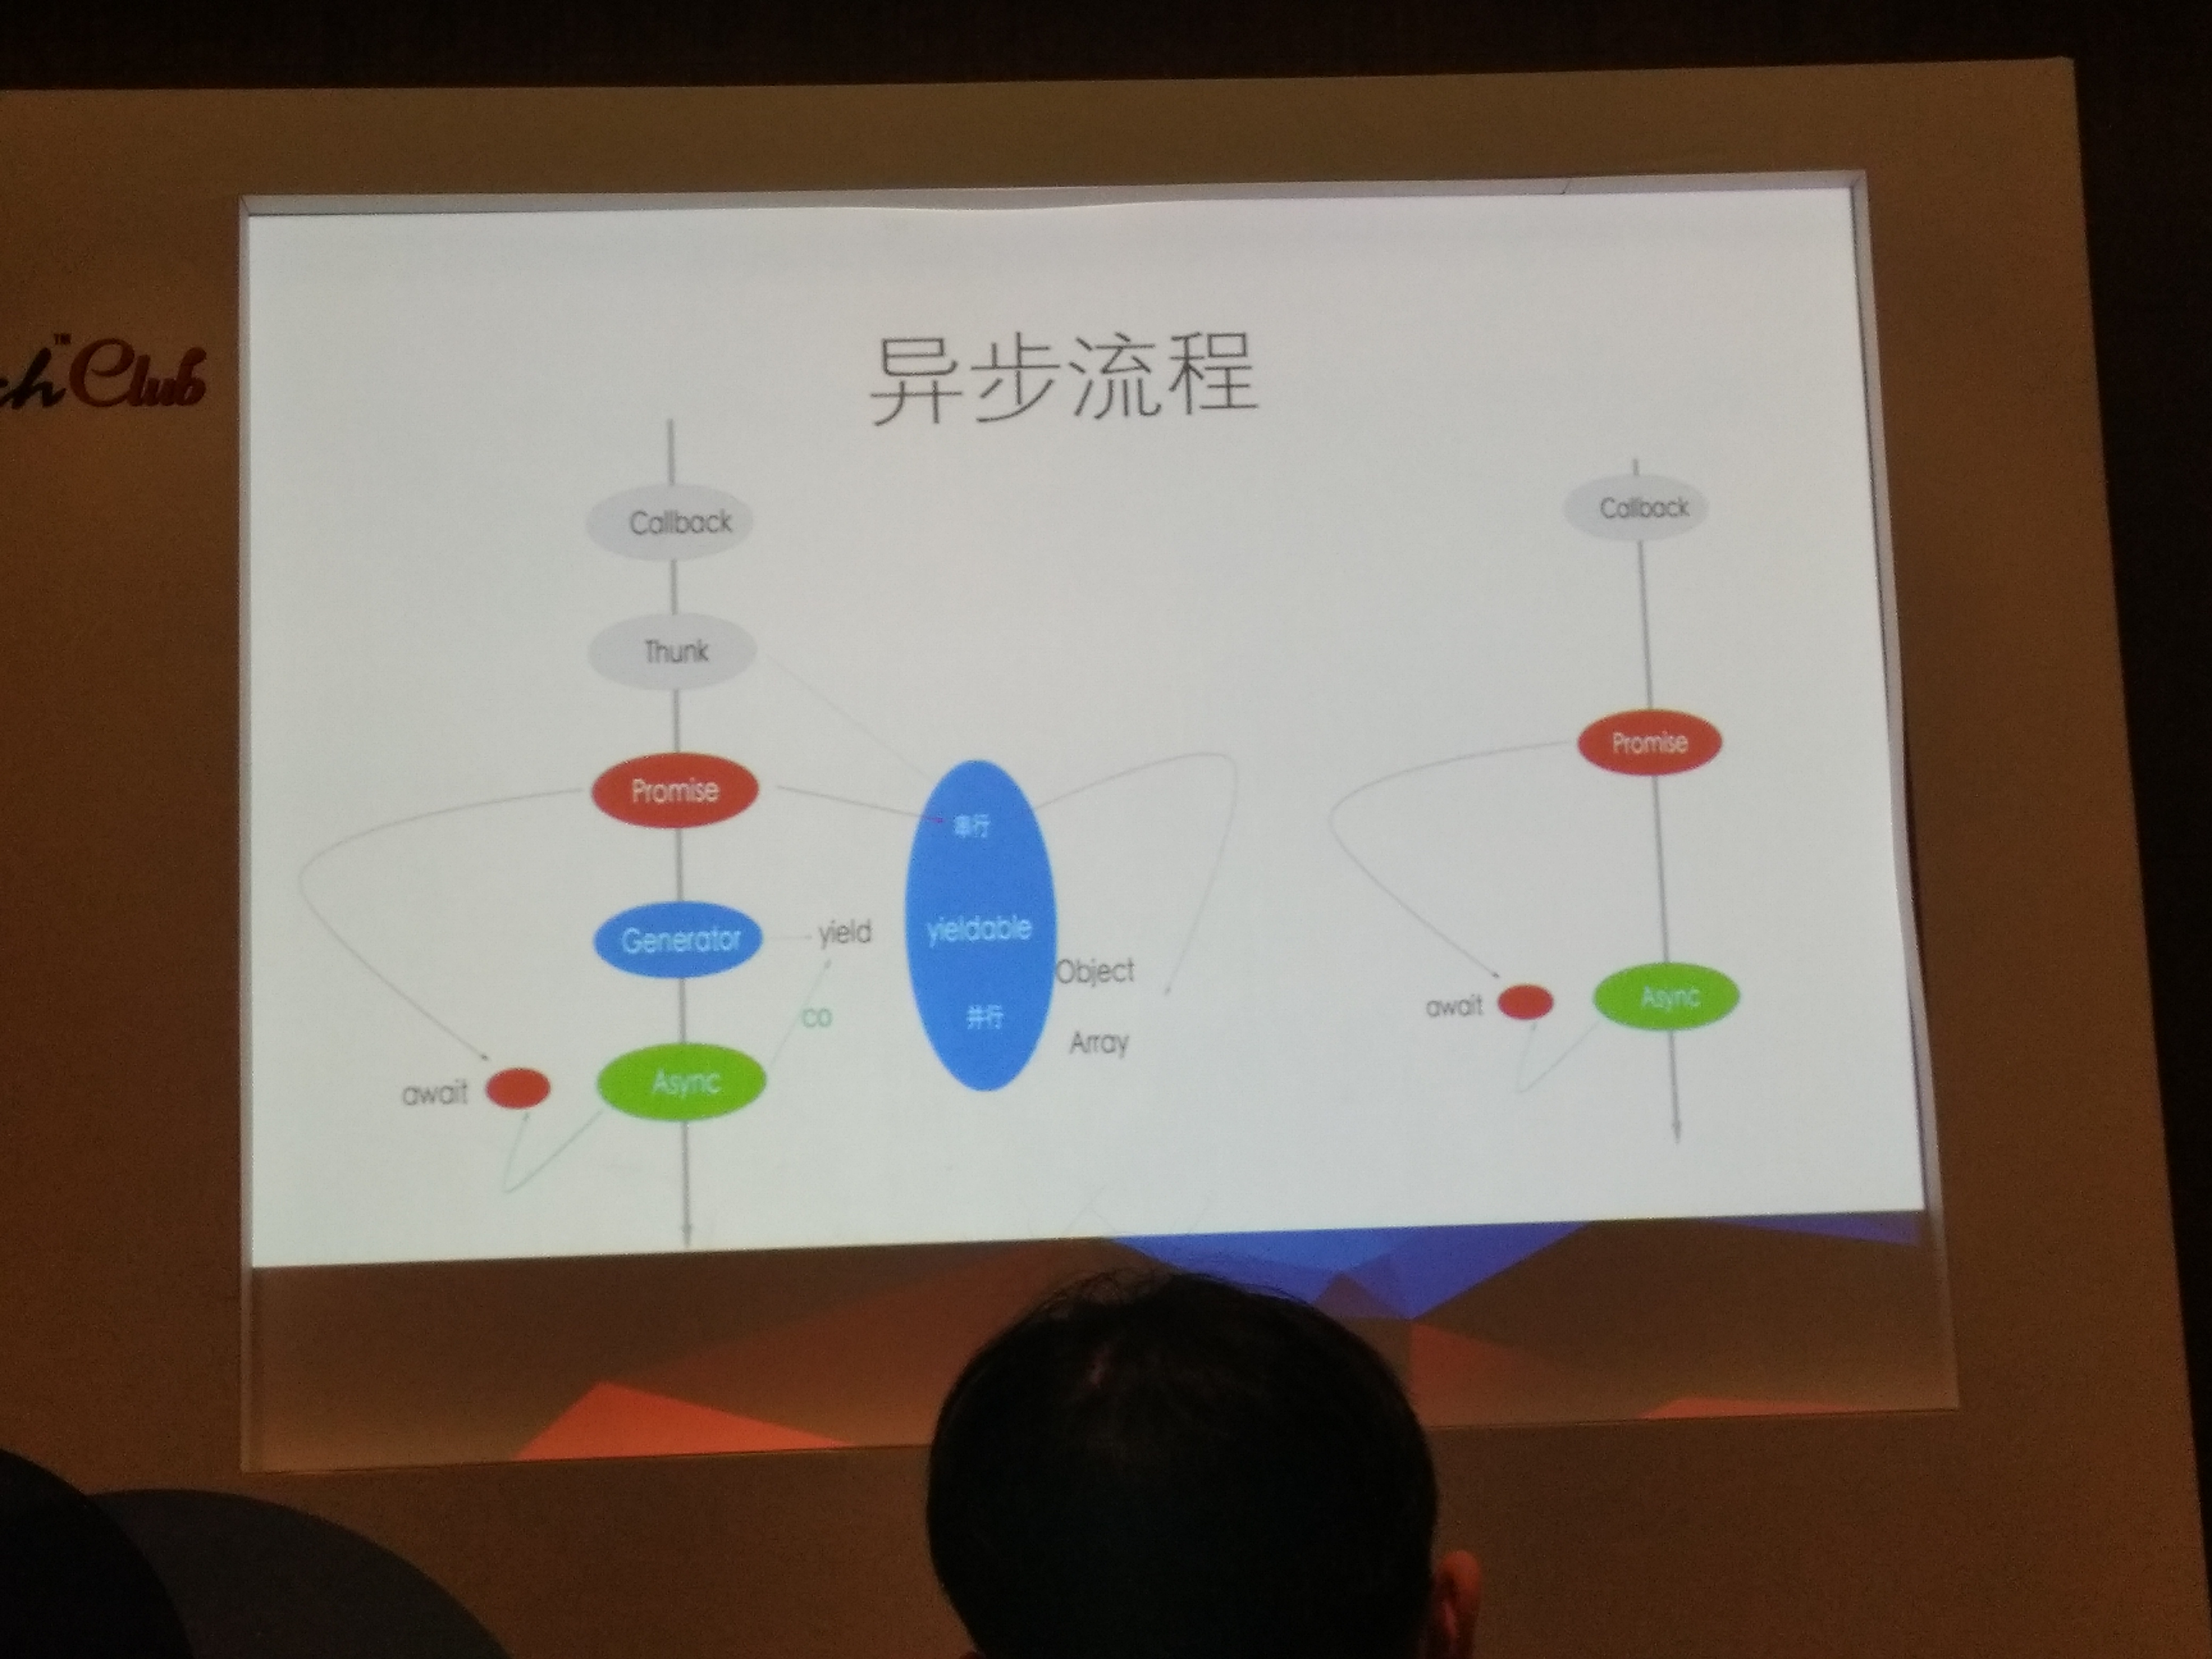 ch™Club
异步流程
Callback
Thunk
Promise
Generator
yield
co
Async
await
串行
yieldable
并行
Object
Array
Callback
Promise
await
Async